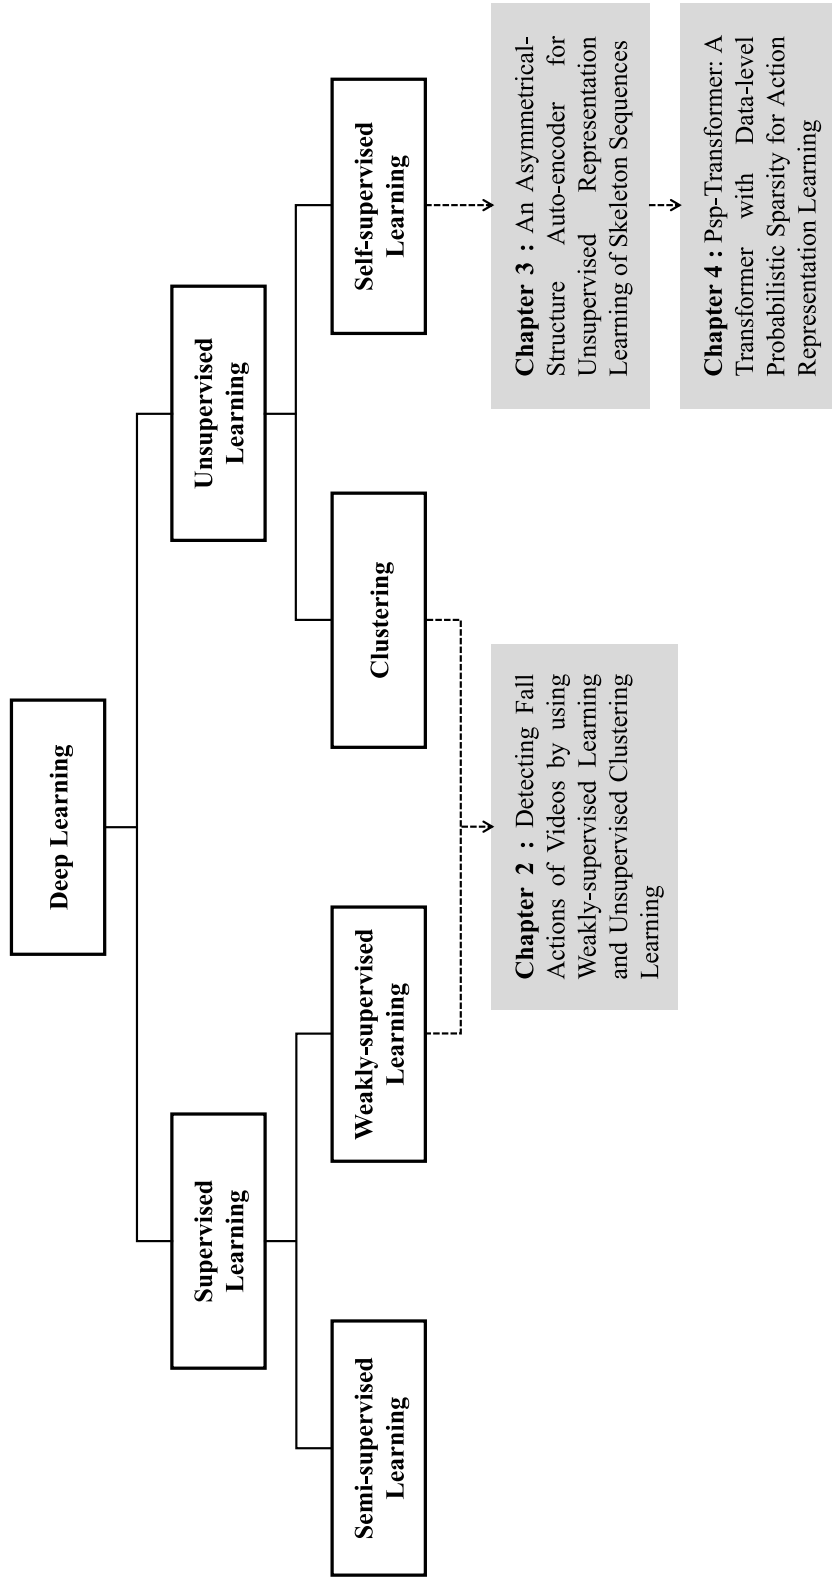 Deep Learning
Supervised
Learning
Unsupervised
Learning
Semi-supervised
Learning
Weakly-supervised
Learning
Clustering
Self-supervised
Learning
Chapter 2 : Detecting Fall
Actions of Videos by using
Weakly-supervised Learning
and Unsupervised Clustering
Learning
Chapter 3 : An Asymmetrical-
Structure Auto-encoder for
Unsupervised Representation
Learning of Skeleton Sequences
Chapter 4 : Psp-Transformer: A
Transformer with Data-level
Probabilistic Sparsity for Action
Representation Learning